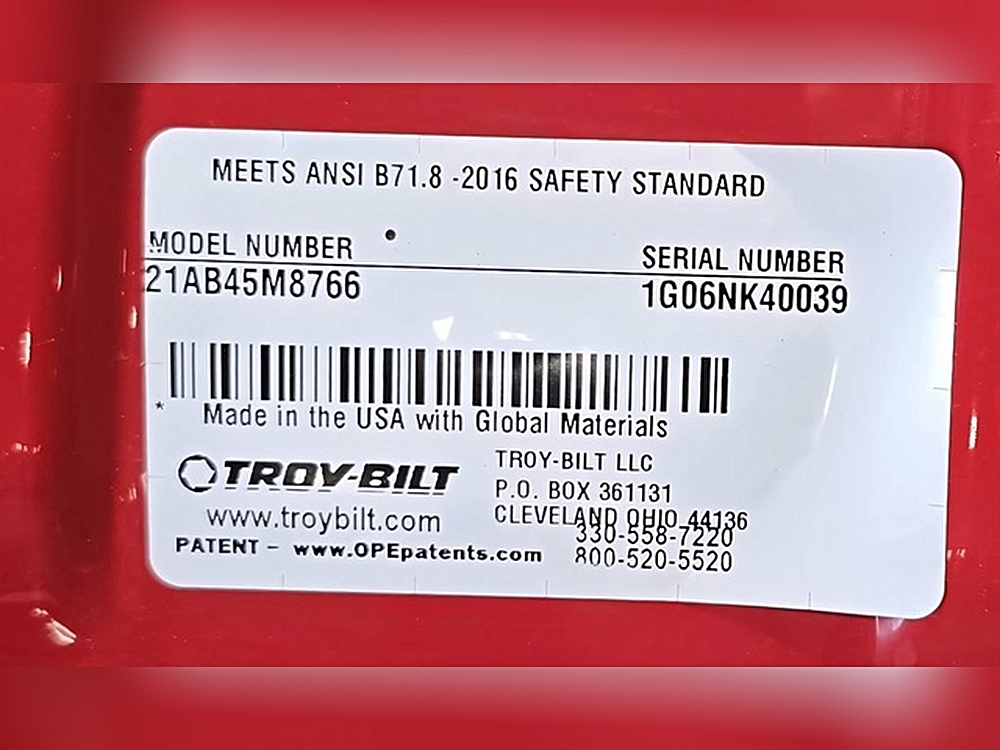 MEETS ANSI B71.8 -2016 SAFETY STANDARD
MODEL NUMBER
SERIAL NUMBER
21AB45M8766
1G06NK40039
*
Made in the USA with Global Materials
TROY-BILT
www.troybilt.com
PATENT - www.OPEpatents.com
TROY-BILT LLC
P.O. BOX 361131
CLEVELAND OHIO 44136
330-558-7220
800-520-5520